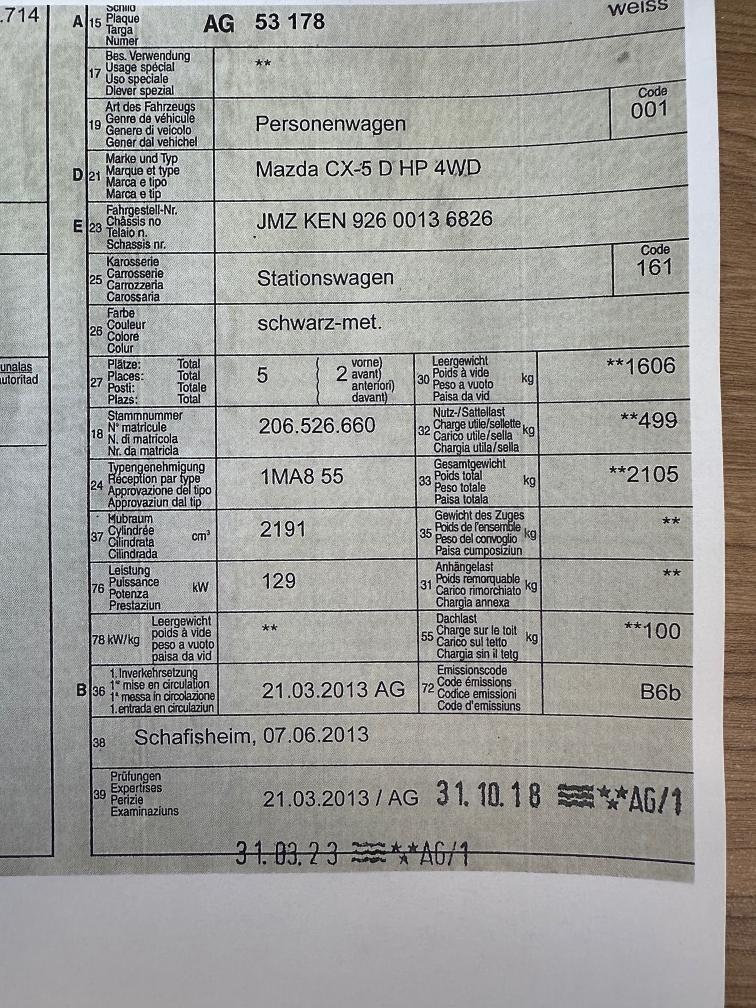 .714
A 15 Schild
Plaque
Targa
Numer
AG 53 178
weiss
17 Bes. Verwendung
Usage spécial
Uso speciale
Diever spezial
**
19 Art des Fahrzeugs
Genre de véhicule
Genere di veicolo
Gener dal vehichel
Personenwagen
Code
001
D 21 Marke und Typ
Marque et type
Marca e tipo
Marca e tip
Mazda CX-5 D HP 4WD
E 23 Fahrgestell-Nr.
Châssis no
Telaio n.
Schassis nr.
JMZ KEN 926 0013 6826
25 Karosserie
Carrosserie
Carrozzeria
Carossaria
Stationswagen
Code
161
26 Farbe
Couleur
Colore
Colur
schwarz-met.
unalas
autoritad
27 Plätze: Total
Places: Total
Posti: Totale
Plazs: Total
5 ( 2 vorne)
avant)
anteriori)
davant)
30 Leergewicht
Poids à vide
Peso a vuoto
Paisa da vid
kg
**1606
18 Stammnummer
N° matricule
N. di matricola
Nr. da matricla
206.526.660
32 Nutz-/Sattellast
Charge utile/sellette
Carico utile/sella
Chargia utila/sella
kg
**499
24 Typengenehmigung
Réception par type
Approvazione del tipo
Approvaziun dal tip
1MA8 55
33 Gesamtgewicht
Poids total
Peso totale
Paisa totala
kg
**2105
37 Hubraum
Cylindrée
Cilindrata
Cilindrada
cm³
2191
35 Gewicht des Zuges
Poids de l'ensemble
Peso del convoglio
Paisa cumposiziun
kg
**
76 Leistung
Puissance
Potenza
Prestaziun
kW
129
31 Anhängelast
Poids remorquable
Carico rimorchiato
Chargia annexa
kg
**
78 kW/kg Leergewicht
poids à vide
peso a vuoto
paisa da vid
**
55 Dachlast
Charge sur le toit
Carico sul tetto
Chargia sin il tetg
kg
**100
B 36 1. Inverkehrsetzung
1re mise en circulation
1a messa in circolazione
1. entrada en circulaziun
21.03.2013 AG
72 Emissionscode
Code émissions
Codice emissioni
Code d'emissiuns
B6b
38 Schafisheim, 07.06.2013
39 Prüfungen
Expertises
Perizie
Examinaziuns
21.03.2013 / AG 31.10.18 **AG/1
31.03.23 **AG/1